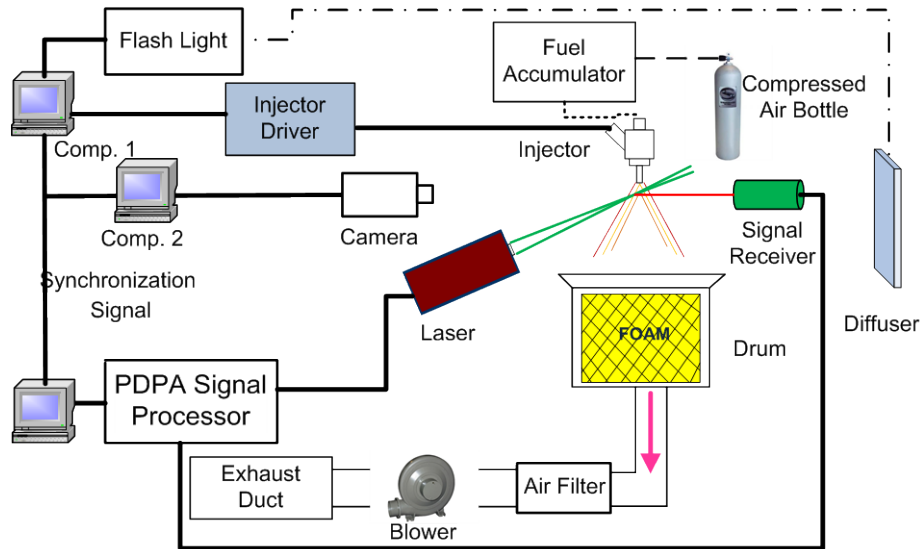 Flash Light
Fuel
Accumulator
Compressed
Air Bottle
Injector
Driver
Comp. 1
Injector
Comp. 2
Camera
Signal
Receiver
Synchronization
Signal
Laser
FOAM
Drum
Diffuser
PDPA Signal
Processor
Exhaust
Duct
Blower
Air Filter